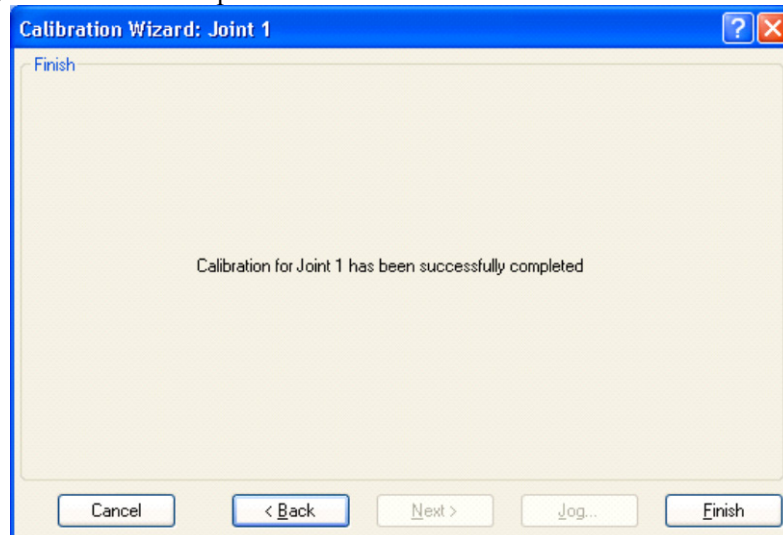 Calibration Wizard: Joint 1
Finish
Calibration for Joint 1 has been successfully completed
Cancel
< Back
Next >
Jog...
Finish